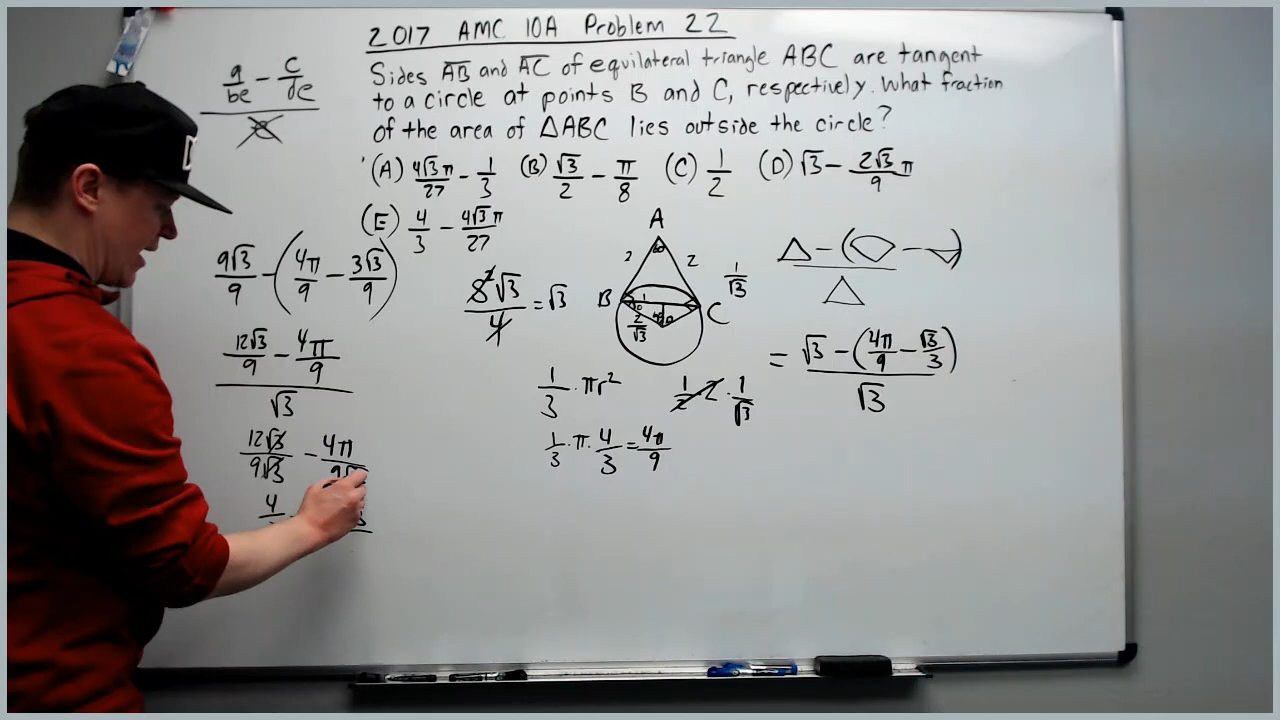 2017 AMC 10A Problem 22
Sides AB and AC of equilateral triangle ABC are tangent
to a circle at points B and C, respectively. What fraction
of the area of △ABC lies outside the circle?
(A) 4√3π/27 - 1/3 (B) √3/2 - π/8 (C) 1/2 (D) √3 - 2√3/9 π
(E) 4/3 - 4√3π/27
a/be - c/de
9√3/9 - (4π/9 - 3√3/9)
12√3/9 - 4π/9
√3
12√3/9√3 - 4π
4
8 2 √3/4 = √3
A
2 2
B C
1/√3
2/√3
1/3 · πr²
1/2 · 2 · 1/√3
1/3 · π · 4/3 = 4π/9
△ - ( - )
△
= √3 - (4π/9 - √3/3)
√3